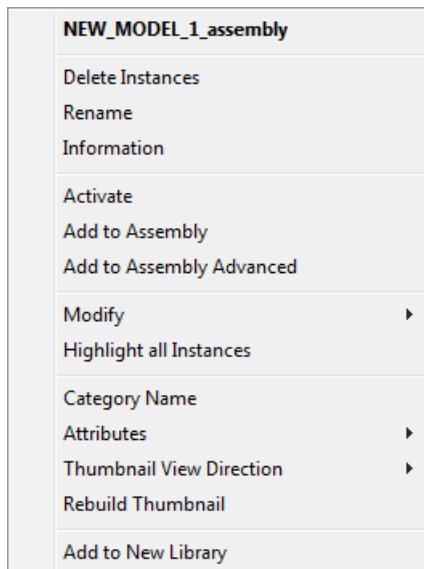 NEW_MODEL_1_assembly
Delete Instances
Rename
Information
Activate
Add to Assembly
Add to Assembly Advanced
Modify
Highlight all Instances
Category Name
Attributes
Thumbnail View Direction
Rebuild Thumbnail
Add to New Library